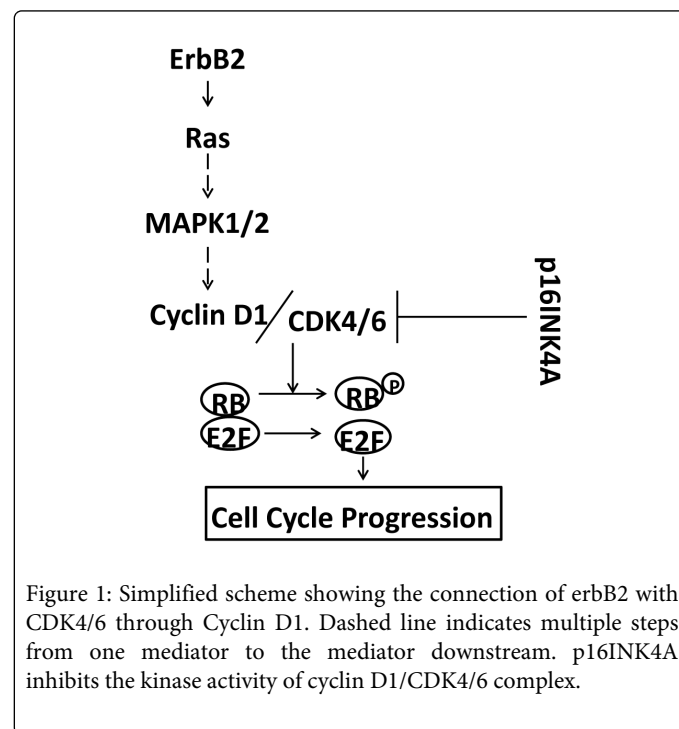 ErbB2
Ras
MAPK1/2
Cyclin D1/ CDK4/6
p16INK4A
RB
RB P
E2F
E2F
Cell Cycle Progression
Figure 1: Simplified scheme showing the connection of erbB2 with
CDK4/6 through Cyclin D1. Dashed line indicates multiple steps
from one mediator to the mediator downstream. p16INK4A
inhibits the kinase activity of cyclin D1/CDK4/6 complex.